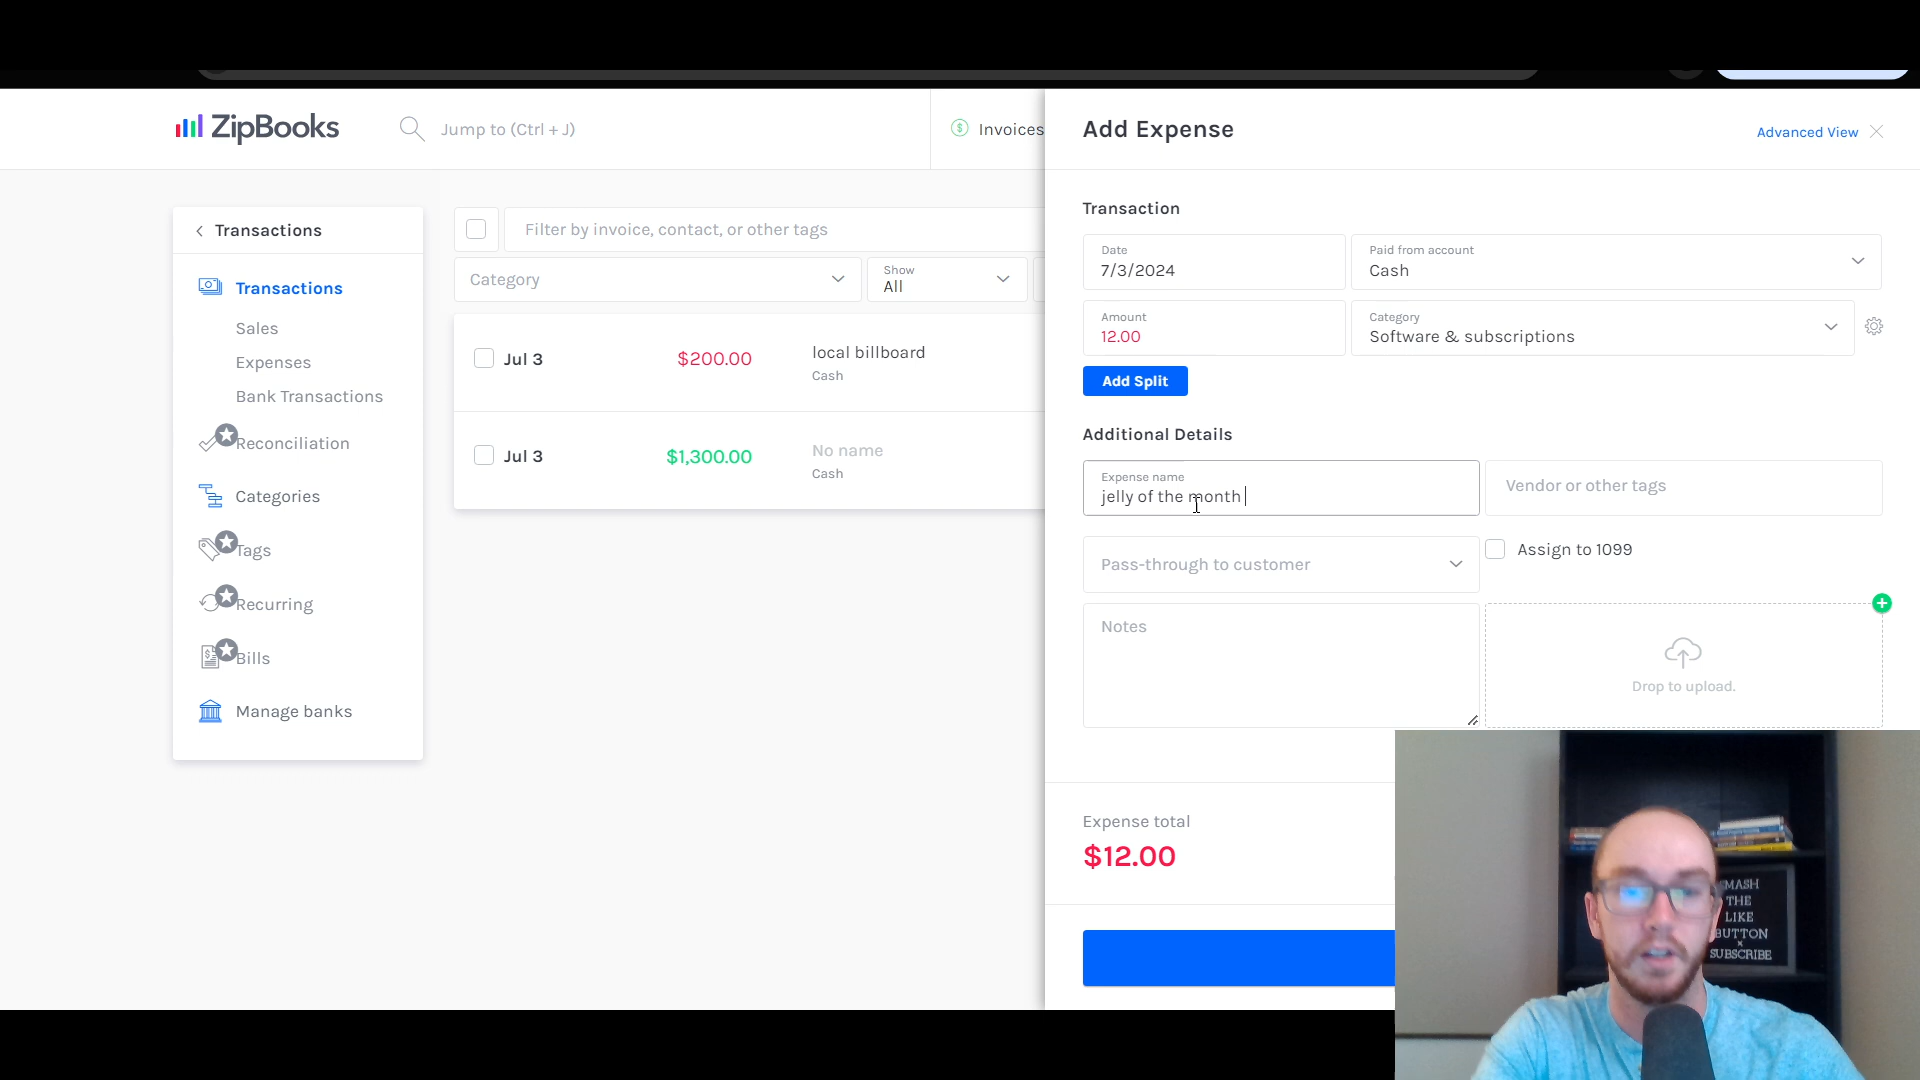 ZipBooks
Jump to (Ctrl + J)
Invoices
Add Expense
Advanced View
Transactions
Transactions
Sales
Expenses
Bank Transactions
Reconciliation
Categories
Tags
Recurring
Bills
Manage banks
Filter by invoice, contact, or other tags
Category
Show
All
Jul 3
$200.00
local billboard
Cash
Jul 3
$1,300.00
No name
Cash
Transaction
Date
7/3/2024
Paid from account
Cash
Amount
12.00
Category
Software & subscriptions
Add Split
Additional Details
Expense name
jelly of the month
Vendor or other tags
Pass-through to customer
Assign to 1099
Notes
Drop to upload.
Expense total
$12.00
MASH
THE
LIKE
BUTTON
×
SUBSCRIBE